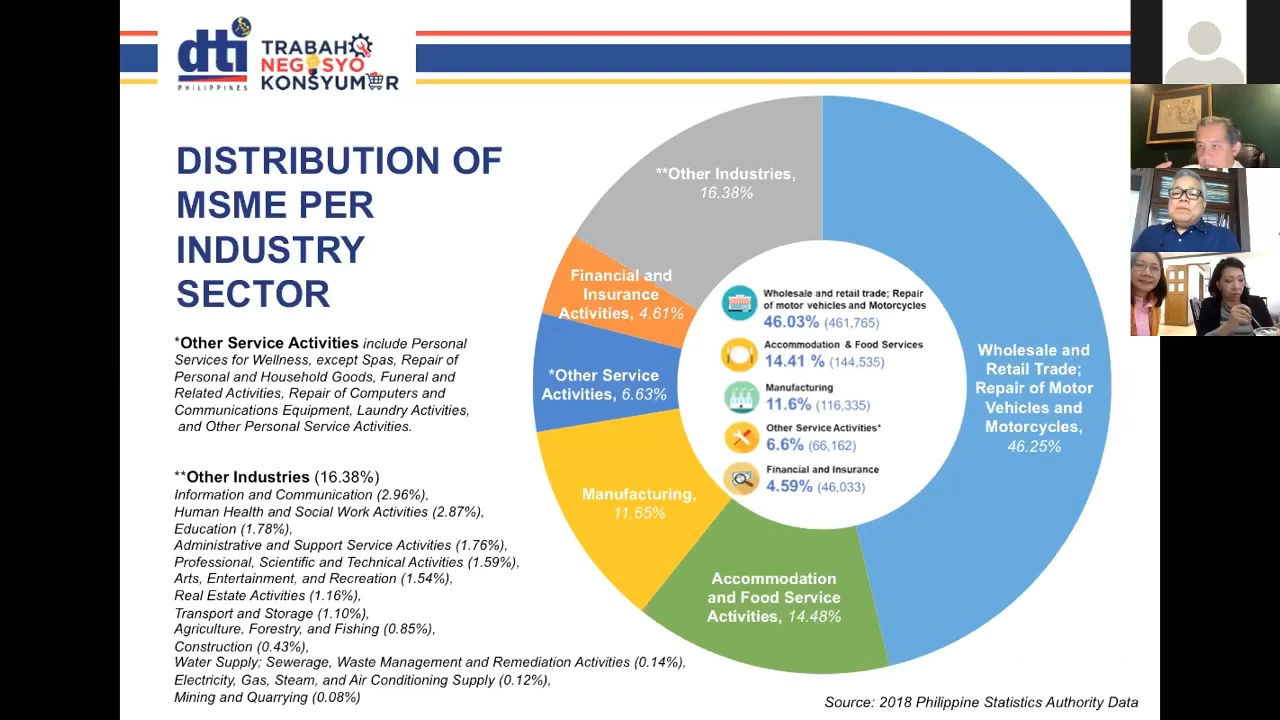 dti
PHILIPPINES
TRABAHO
NEGOSYO
KONSYUMER
DISTRIBUTION OF
MSME PER
INDUSTRY
SECTOR
*Other Service Activities include Personal
Services for Wellness, except Spas, Repair of
Personal and Household Goods, Funeral and
Related Activities, Repair of Computers and
Communications Equipment, Laundry Activities,
and Other Personal Service Activities.
**Other Industries (16.38%)
Information and Communication (2.96%),
Human Health and Social Work Activities (2.87%),
Education (1.78%),
Administrative and Support Service Activities (1.76%),
Professional, Scientific and Technical Activities (1.59%),
Arts, Entertainment, and Recreation (1.54%),
Real Estate Activities (1.16%),
Transport and Storage (1.10%),
Agriculture, Forestry, and Fishing (0.85%),
Construction (0.43%),
Water Supply; Sewerage, Waste Management and Remediation Activities (0.14%),
Electricity, Gas, Steam, and Air Conditioning Supply (0.12%),
Mining and Quarrying (0.08%)
**Other Industries,
16.38%
Financial and
Insurance
Activities, 4.61%
*Other Service
Activities, 6.63%
Manufacturing,
11.65%
Accommodation
and Food Service
Activities, 14.48%
Wholesale and
Retail Trade;
Repair of Motor
Vehicles and
Motorcycles,
46.25%
Wholesale and retail trade; Repair
of motor vehicles and Motorcycles
46.03% (461,765)
Accommodation & Food Services
14.41 % (144,535)
Manufacturing
11.6% (116,335)
Other Service Activities*
6.6% (66,162)
Financial and Insurance
4.59% (46,033)
Source: 2018 Philippine Statistics Authority Data